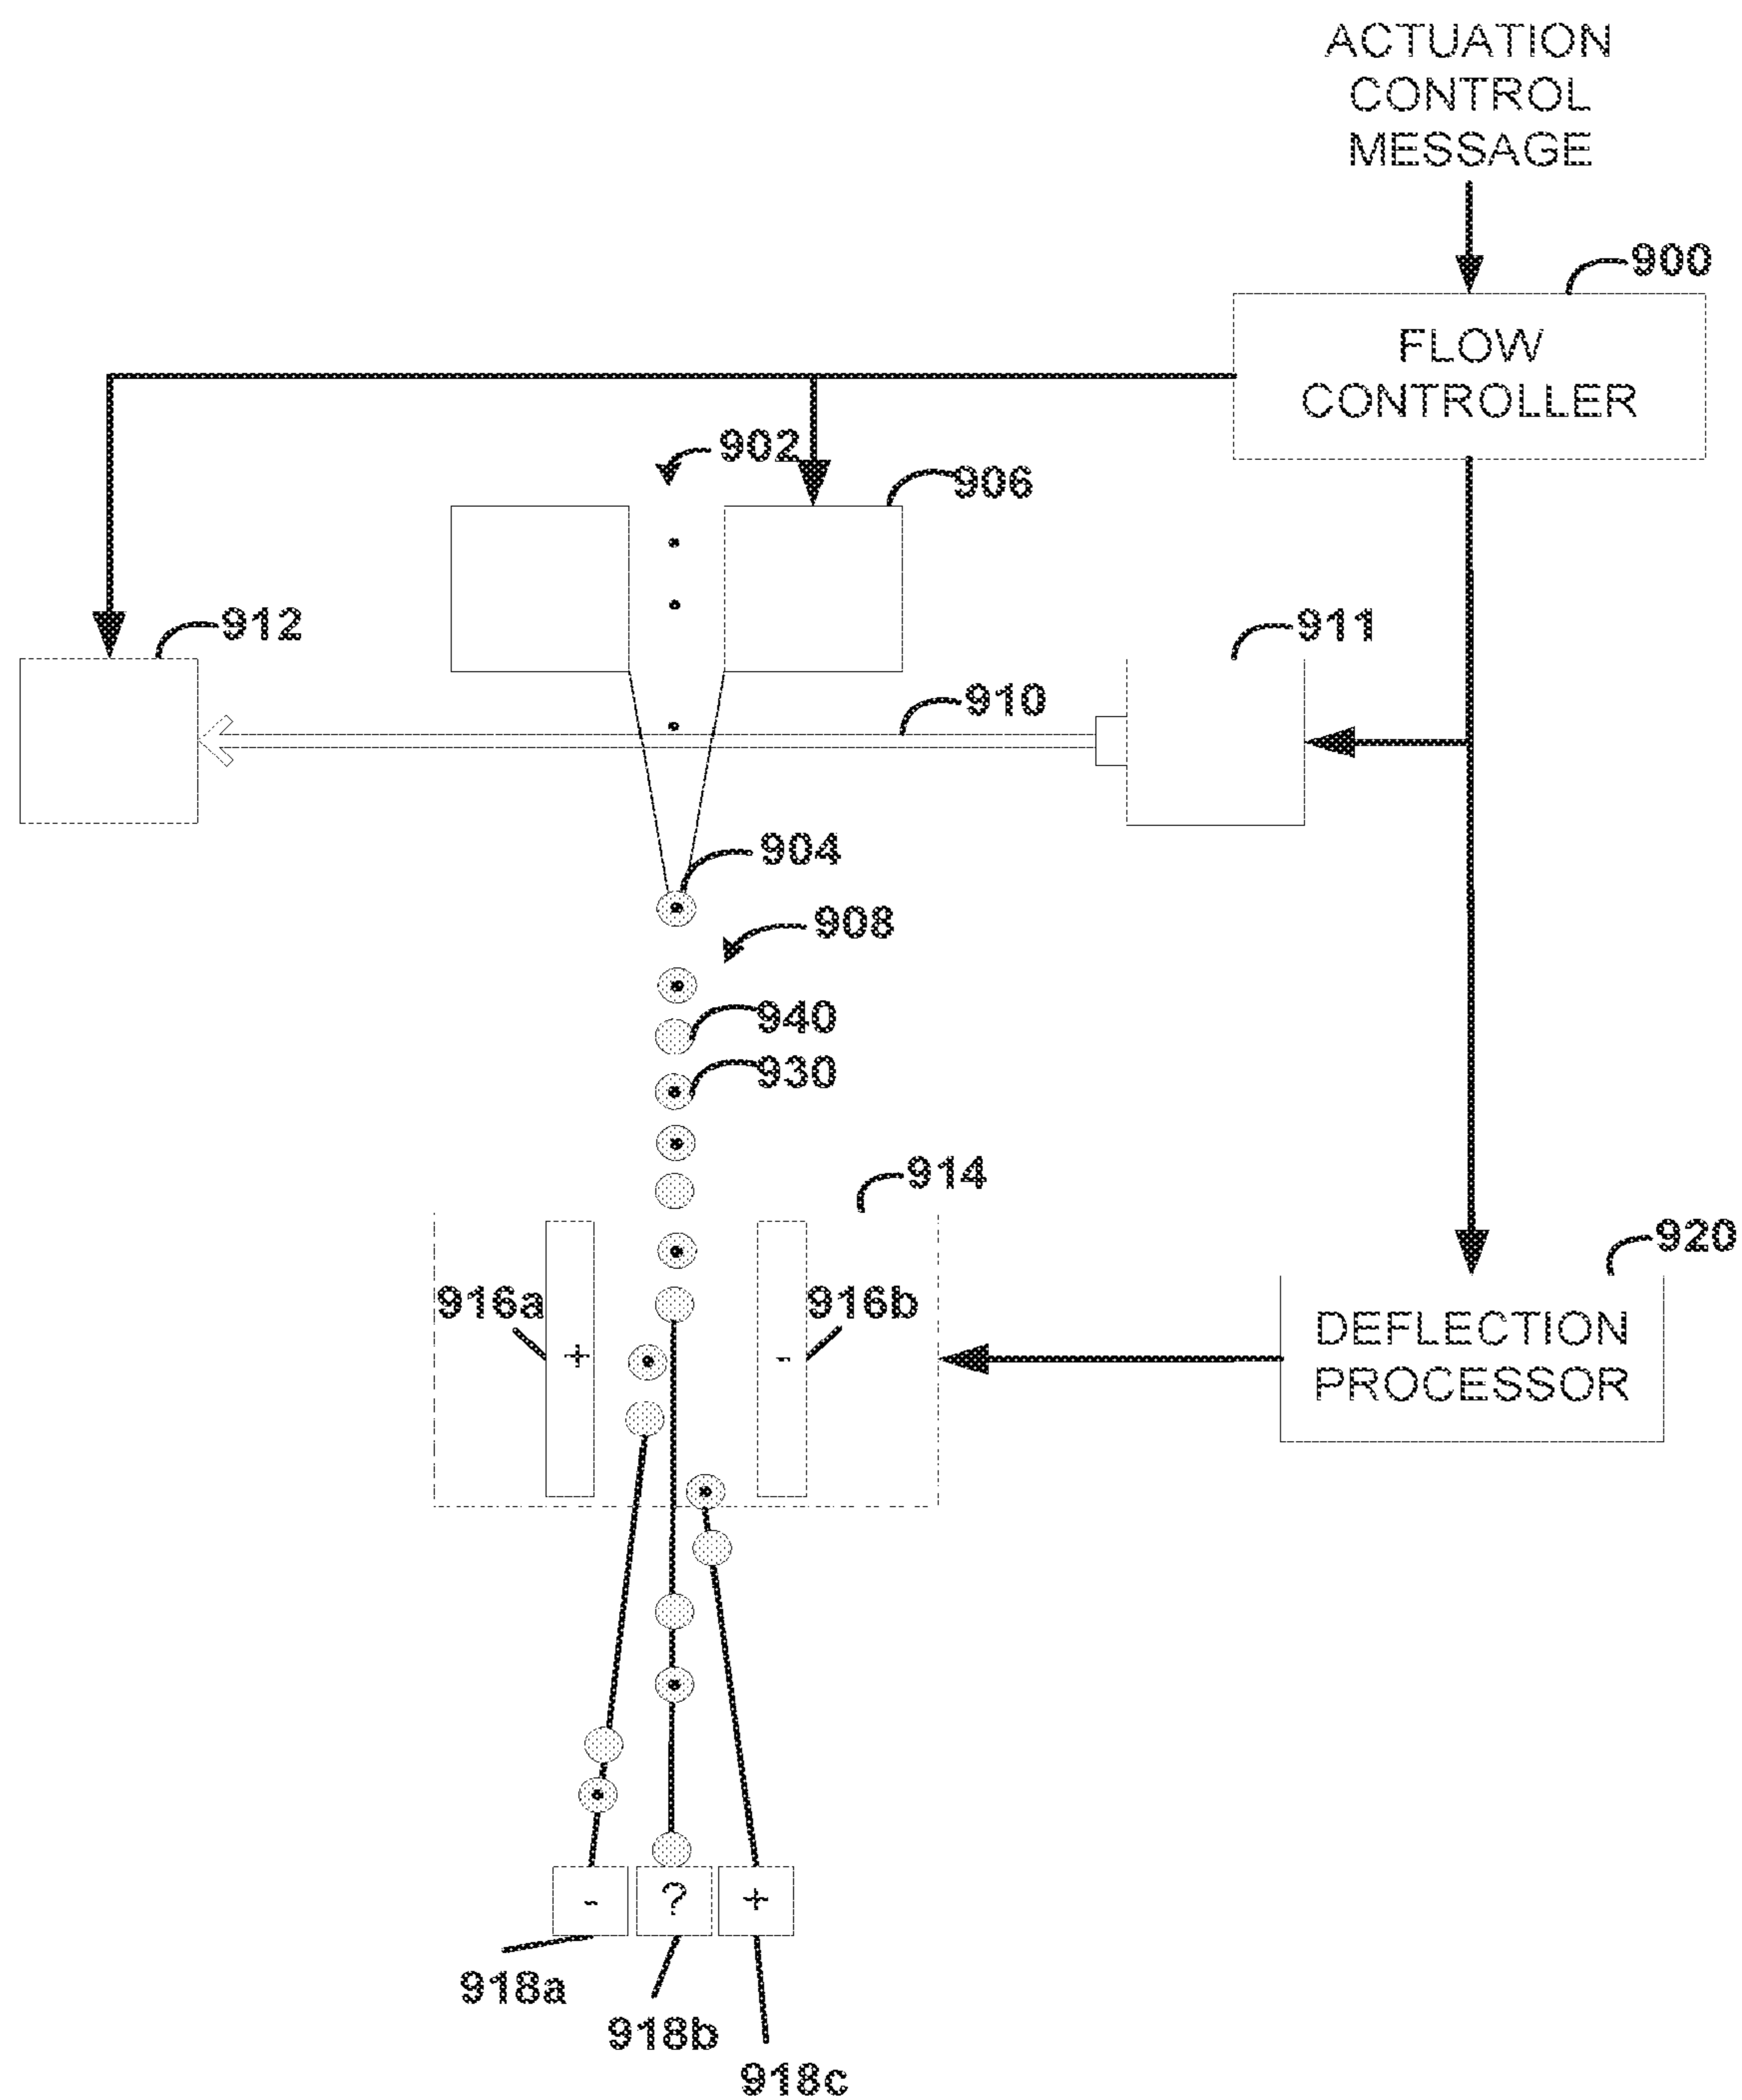 ACTUATION
CONTROL
MESSAGE
900
FLOW
CONTROLLER
902
906
912
911
910
904
908
940
930
914
920
916a
916b
+
-
DEFLECTION
PROCESSOR
-
?
+
918a
918b
918c